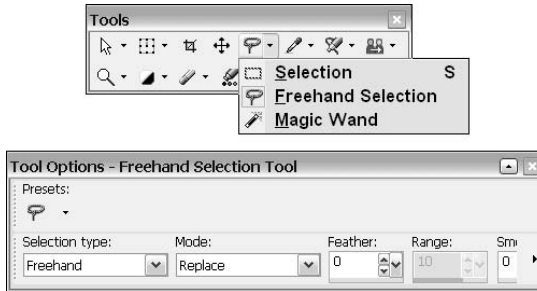 Tools
Selection S
Freehand Selection
Magic Wand
Tool Options - Freehand Selection Tool
Presets:
Selection type: Mode: Feather: Range: Smo
Freehand Replace 0 10 0